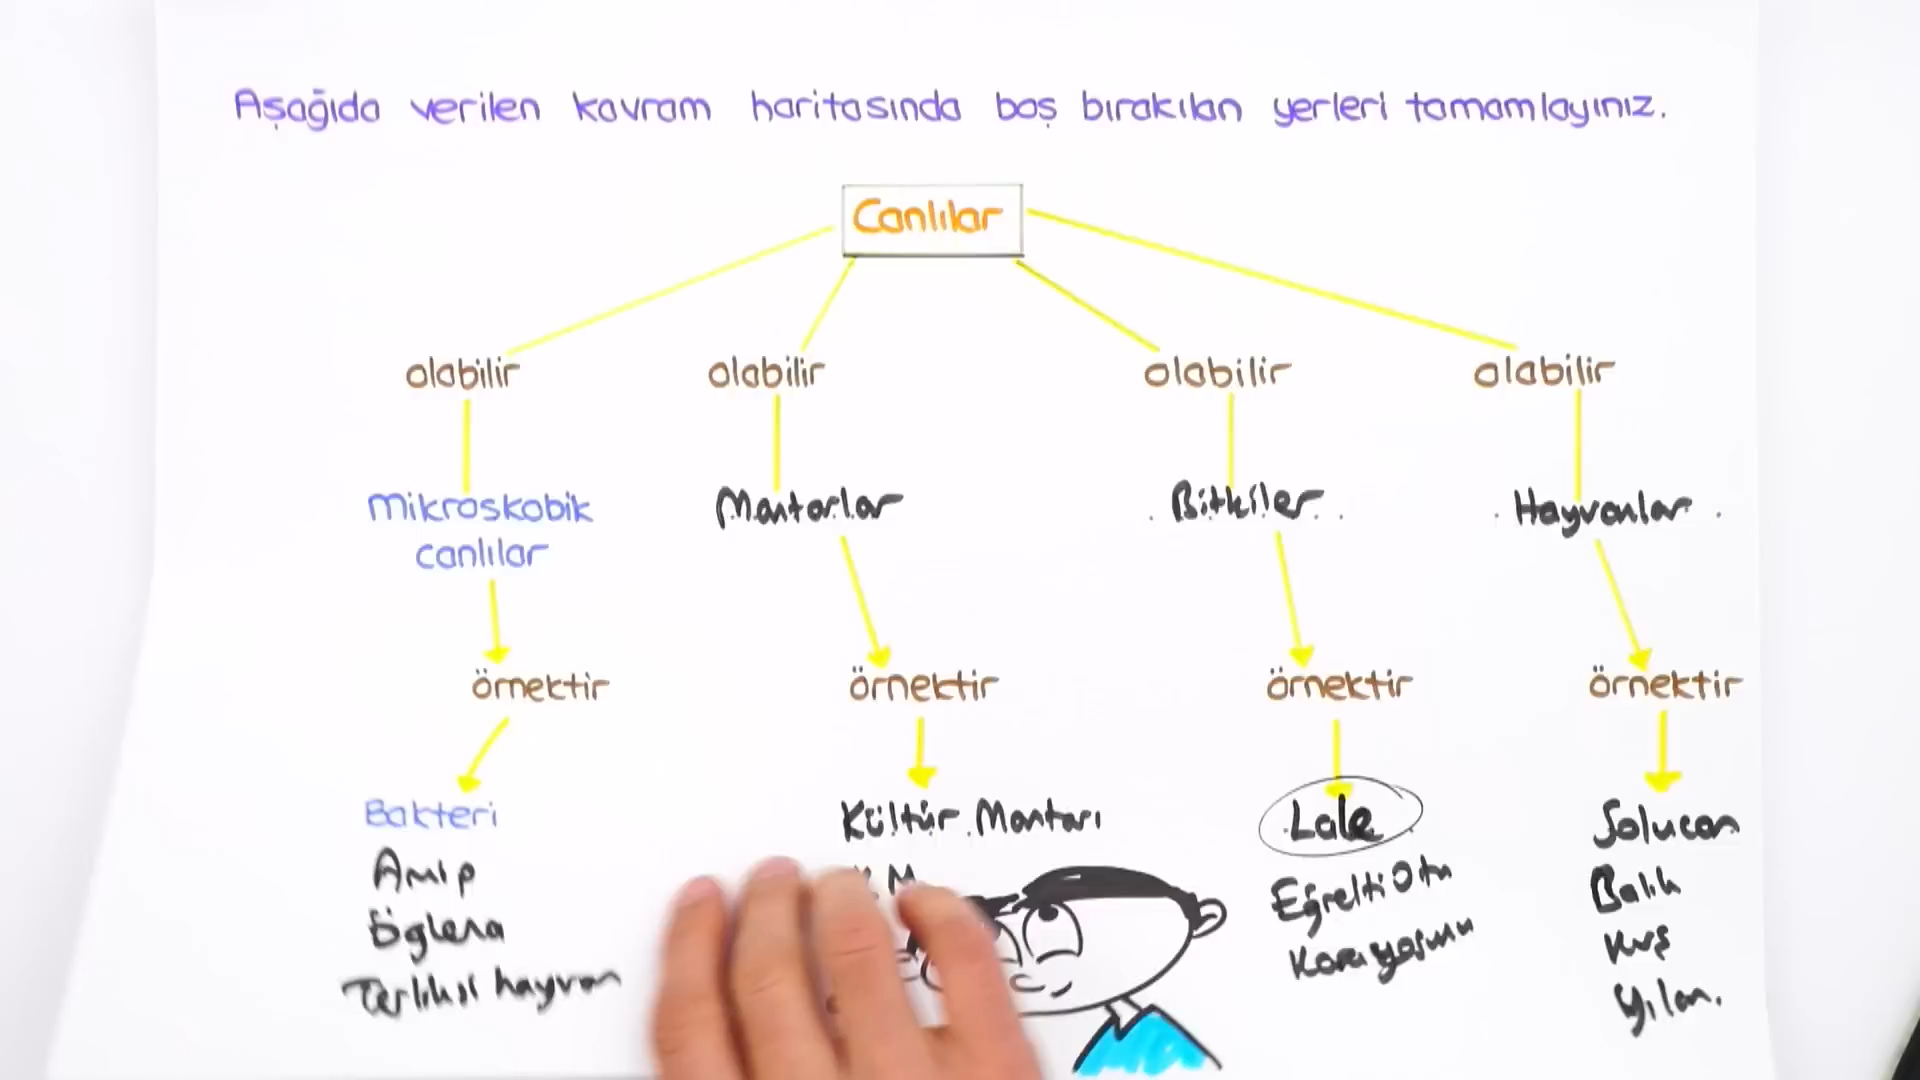 Aşağıda verilen kavram haritasında boş bırakılan yerleri tamamlayınız.
Canlılar
olabilir olabilir olabilir olabilir
Mikroskobik Mantarlar Bitkiler Hayvanlar
canlılar
örnektir örnektir örnektir örnektir
Bakteri Kültür Mantarı Lale Solucan
Amip Eğrelti Otu Balık
Öglena Karayosunu Kuş
Terliksi hayvan Yılan.